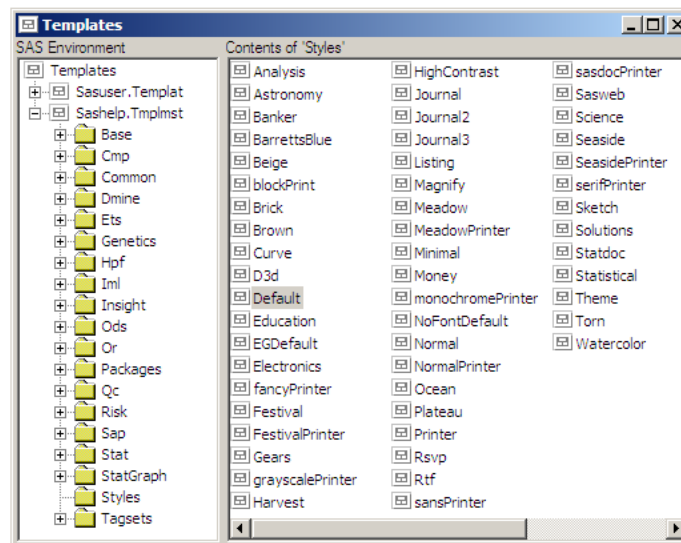 Templates
SAS Environment
Contents of 'Styles'
Templates
Sasuser.Templat
Sashelp.Tmplmst
Base
Cmp
Common
Dmine
Ets
Genetics
Hpf
Iml
Insight
Ods
Or
Packages
Qc
Risk
Sap
Stat
StatGraph
Styles
Tagsets
Analysis
Astronomy
Banker
BarrettsBlue
Beige
blockPrint
Brick
Brown
Curve
D3d
Default
Education
EGDefault
Electronics
fancyPrinter
Festival
FestivalPrinter
Gears
grayscalePrinter
Harvest
HighContrast
Journal
Journal2
Journal3
Listing
Magnify
Meadow
MeadowPrinter
Minimal
Money
monochromePrinter
NoFontDefault
Normal
NormalPrinter
Ocean
Plateau
Printer
Rsvp
Rtf
sansPrinter
sasdocPrinter
Sasweb
Science
Seaside
SeasidePrinter
serifPrinter
Sketch
Solutions
Statdoc
Statistical
Theme
Torn
Watercolor